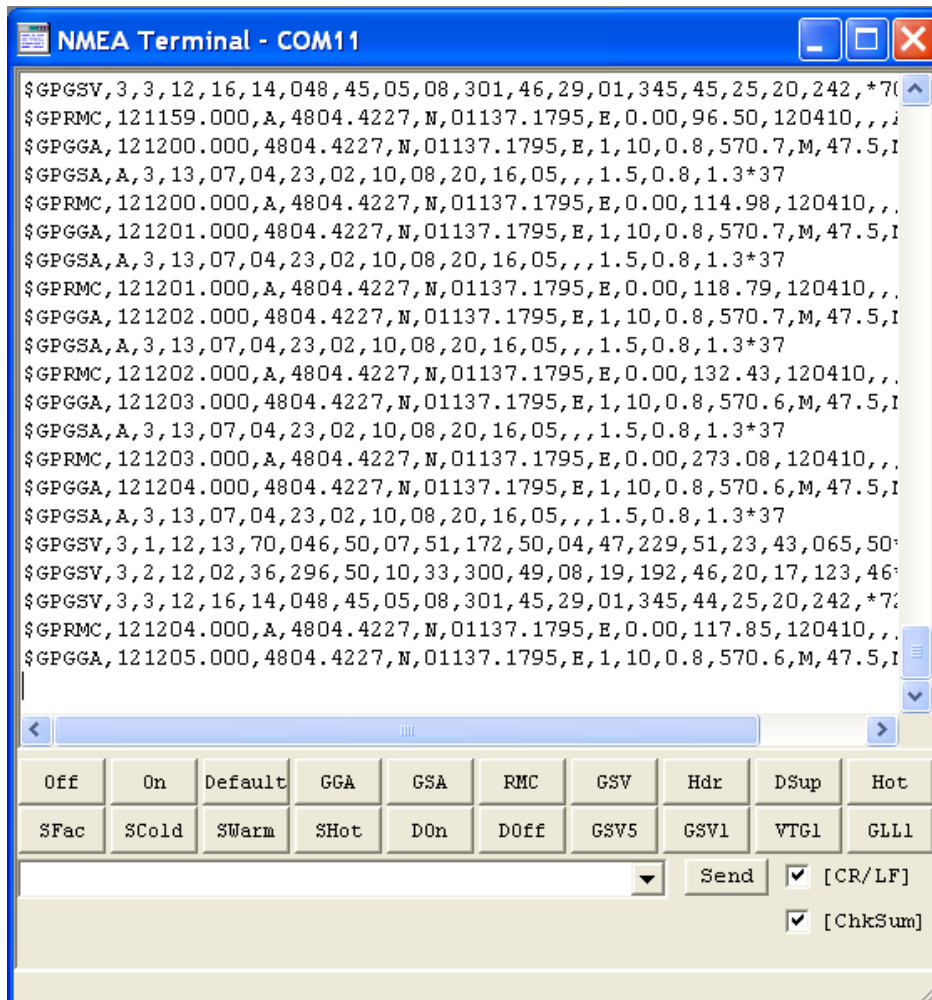 NMEA Terminal - COM11
$GPGSV,3,3,12,16,14,048,45,05,08,301,46,29,01,345,45,25,20,242,*70
$GPRMC,121159.000,A,4804.4227,N,01137.1795,E,0.00,96.50,120410,,,
$GPGGA,121200.000,4804.4227,N,01137.1795,E,1,10,0.8,570.7,M,47.5,
$GPGSA,A,3,13,07,04,23,02,10,08,20,16,05,,,1.5,0.8,1.3*37
$GPRMC,121200.000,A,4804.4227,N,01137.1795,E,0.00,114.98,120410,,,
$GPGGA,121201.000,4804.4227,N,01137.1795,E,1,10,0.8,570.7,M,47.5,
$GPGSA,A,3,13,07,04,23,02,10,08,20,16,05,,,1.5,0.8,1.3*37
$GPRMC,121201.000,A,4804.4227,N,01137.1795,E,0.00,118.79,120410,,,
$GPGGA,121202.000,4804.4227,N,01137.1795,E,1,10,0.8,570.7,M,47.5,
$GPGSA,A,3,13,07,04,23,02,10,08,20,16,05,,,1.5,0.8,1.3*37
$GPRMC,121202.000,A,4804.4227,N,01137.1795,E,0.00,132.43,120410,,,
$GPGGA,121203.000,4804.4227,N,01137.1795,E,1,10,0.8,570.6,M,47.5,
$GPGSA,A,3,13,07,04,23,02,10,08,20,16,05,,,1.5,0.8,1.3*37
$GPRMC,121203.000,A,4804.4227,N,01137.1795,E,0.00,273.08,120410,,,
$GPGGA,121204.000,4804.4227,N,01137.1795,E,1,10,0.8,570.6,M,47.5,
$GPGSA,A,3,13,07,04,23,02,10,08,20,16,05,,,1.5,0.8,1.3*37
$GPGSV,3,1,12,13,70,046,50,07,51,172,50,04,47,229,51,23,43,065,50*
$GPGSV,3,2,12,02,36,296,50,10,33,300,49,08,19,192,46,20,17,123,46*
$GPGSV,3,3,12,16,14,048,45,05,08,301,45,29,01,345,44,25,20,242,*72
$GPRMC,121204.000,A,4804.4227,N,01137.1795,E,0.00,117.85,120410,,,
$GPGGA,121205.000,4804.4227,N,01137.1795,E,1,10,0.8,570.6,M,47.5,
Off On Default GGA GSA RMC GSV Hdr DSup Hot
SFac SCold SWarm SHot DOn DOff GSV5 GSV1 VTG1 GLL1
Send [CR/LF]
[ChkSum]